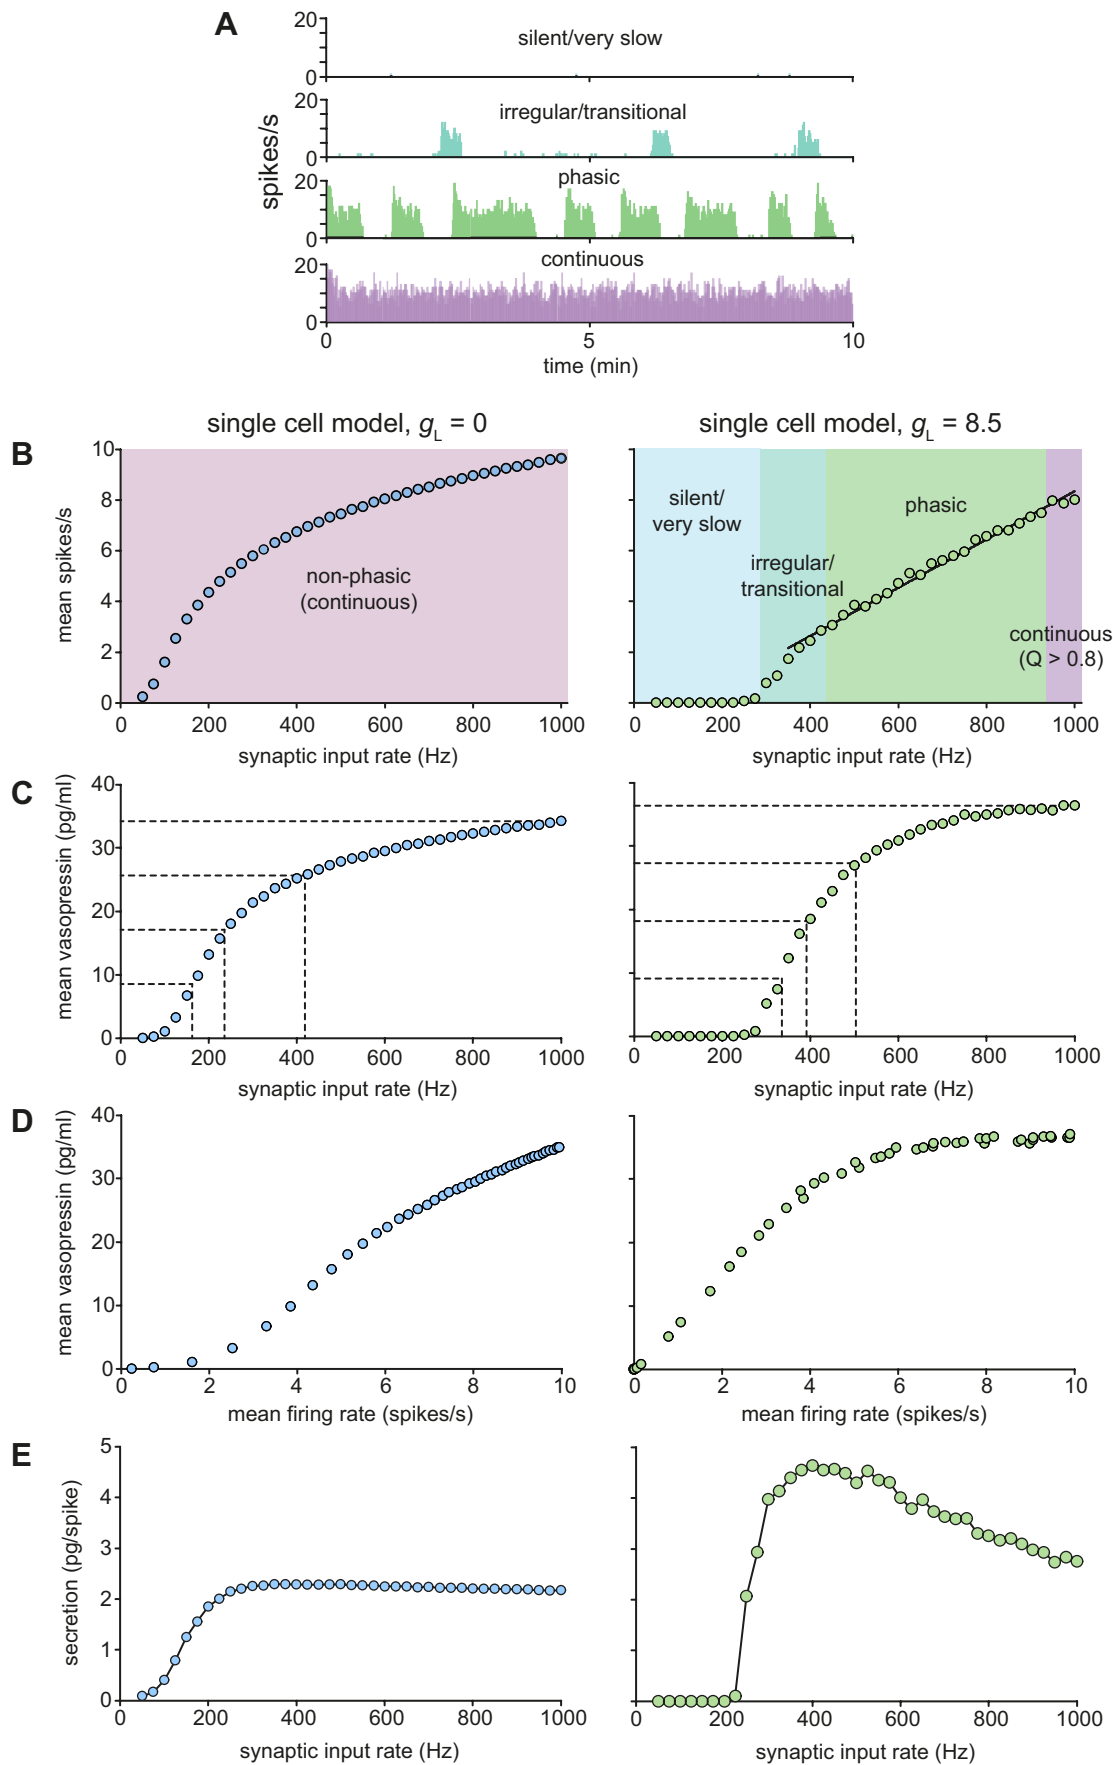 A
20
0
silent/very slow
20
0
irregular/transitional
spikes/s
20
0
phasic
20
0
continuous
0 5 10
time (min)
single cell model, gL = 0
single cell model, gL = 8.5
B
mean spikes/s
10
8
6
4
2
0
non-phasic
(continuous)
0 200 400 600 800 1000
synaptic input rate (Hz)
silent/
very slow
irregular/
transitional
phasic
continuous
(Q > 0.8)
0 200 400 600 800 1000
synaptic input rate (Hz)
C
mean vasopressin (pg/ml)
40
30
20
10
0
0 200 400 600 800 1000
synaptic input rate (Hz)
0 200 400 600 800 1000
synaptic input rate (Hz)
D
mean vasopressin (pg/ml)
40
30
20
10
0
0 2 4 6 8 10
mean firing rate (spikes/s)
0 2 4 6 8 10
mean firing rate (spikes/s)
E
secretion (pg/spike)
5
4
3
2
1
0
0 200 400 600 800 1000
synaptic input rate (Hz)
0 200 400 600 800 1000
synaptic input rate (Hz)